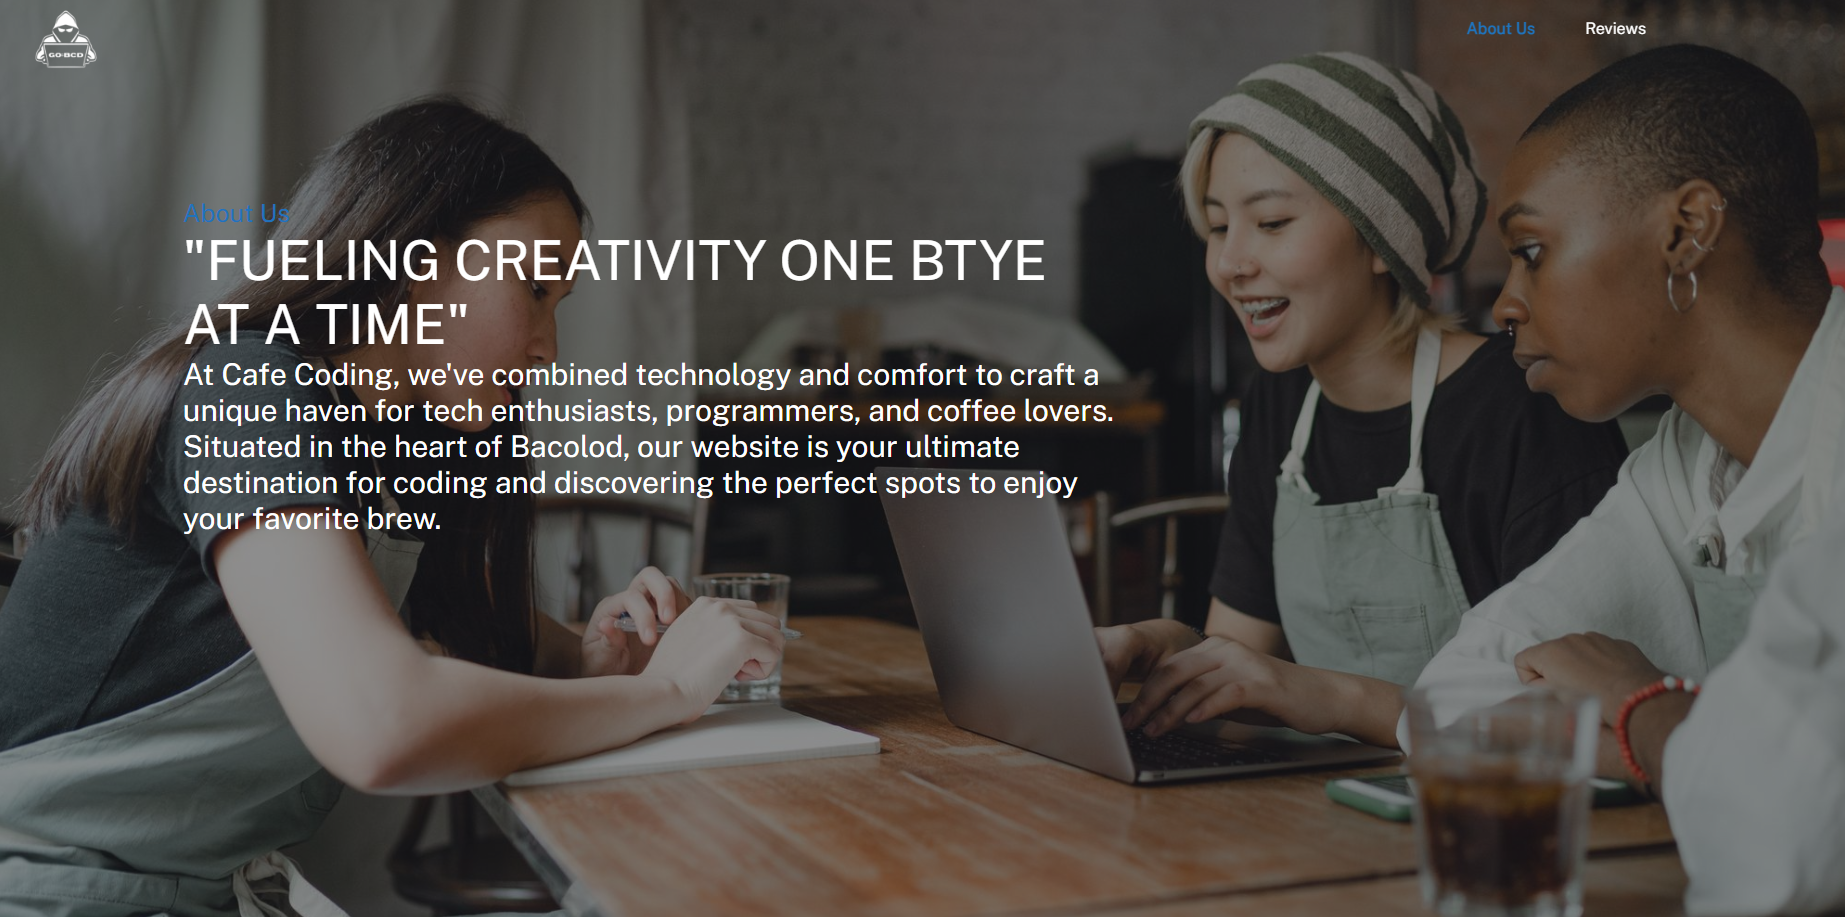 GO-BCD
About Us
Reviews
About Us
"FUELING CREATIVITY ONE BTYE
AT A TIME"
At Cafe Coding, we've combined technology and comfort to craft a
unique haven for tech enthusiasts, programmers, and coffee lovers.
Situated in the heart of Bacolod, our website is your ultimate
destination for coding and discovering the perfect spots to enjoy
your favorite brew.